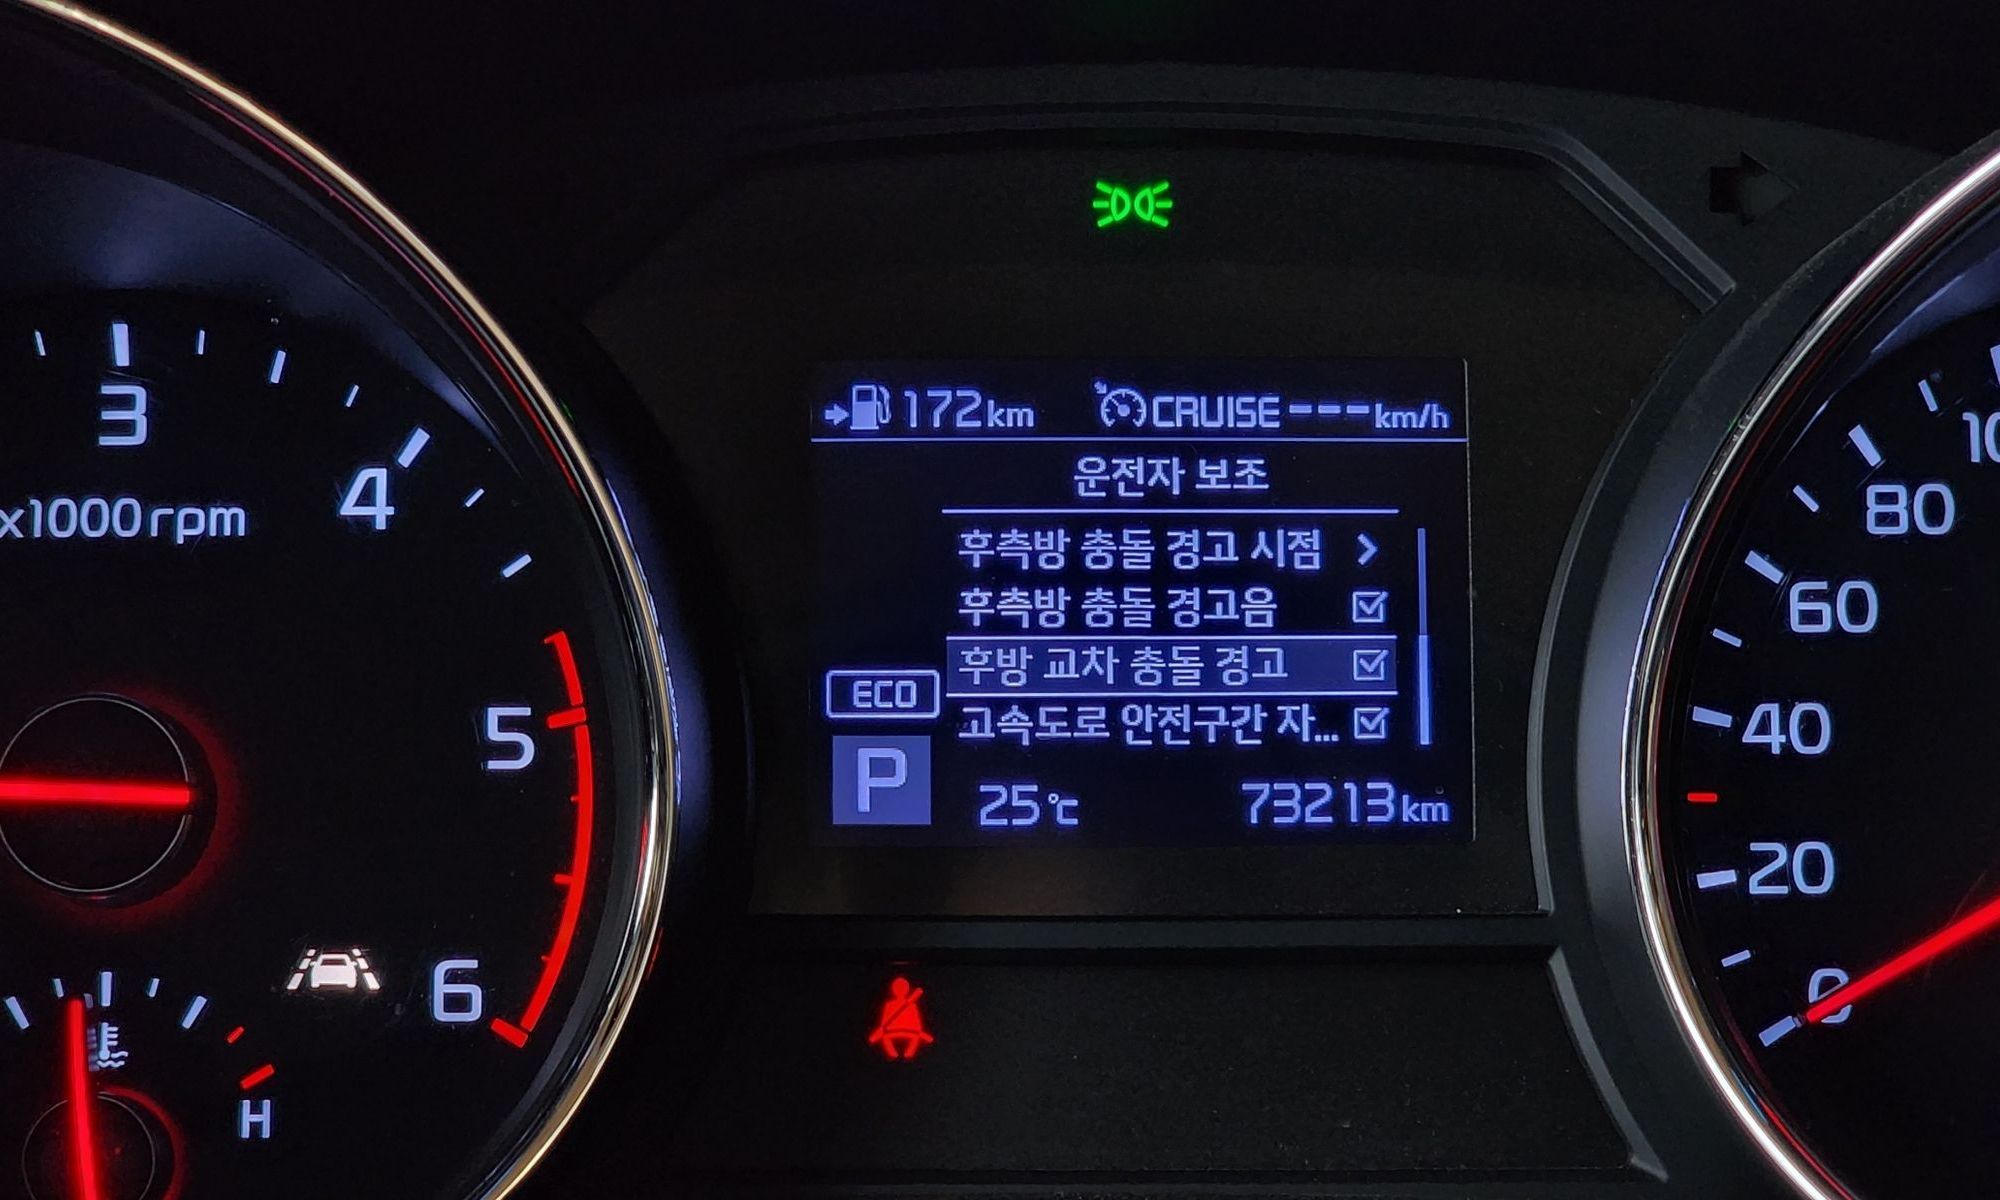 3
4
x1000rpm
5
6
H
172km
CRUISE---km/h
운전자 보조
후측방 충돌 경고 시점 >
후측방 충돌 경고음
후방 교차 충돌 경고
고속도로 안전구간 자...
ECO
P
25℃
73213km
80
60
40
20
0